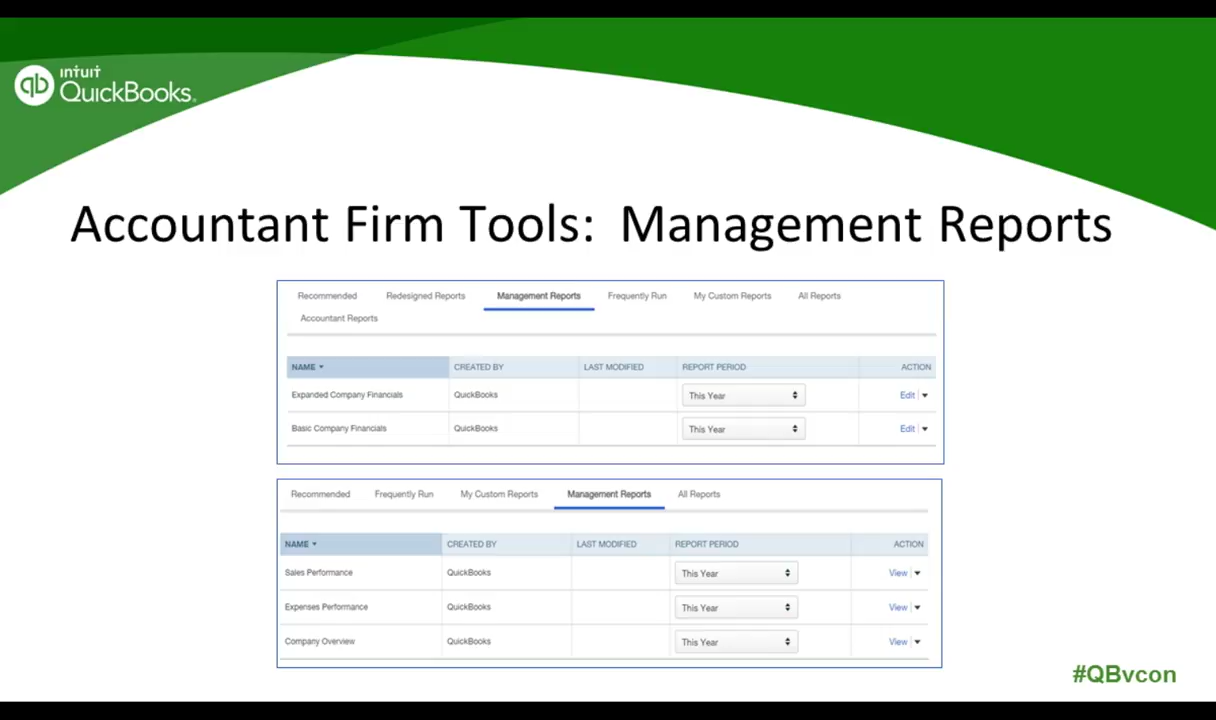 intuit
QuickBooks.
Accountant Firm Tools: Management Reports
Recommended Redesigned Reports Management Reports Frequently Run My Custom Reports All Reports
Accountant Reports
NAME CREATED BY LAST MODIFIED REPORT PERIOD ACTION
Expanded Company Financials QuickBooks This Year Edit
Basic Company Financials QuickBooks This Year Edit
Recommended Frequently Run My Custom Reports Management Reports All Reports
NAME CREATED BY LAST MODIFIED REPORT PERIOD ACTION
Sales Performance QuickBooks This Year View
Expenses Performance QuickBooks This Year View
Company Overview QuickBooks This Year View
#QBvcon